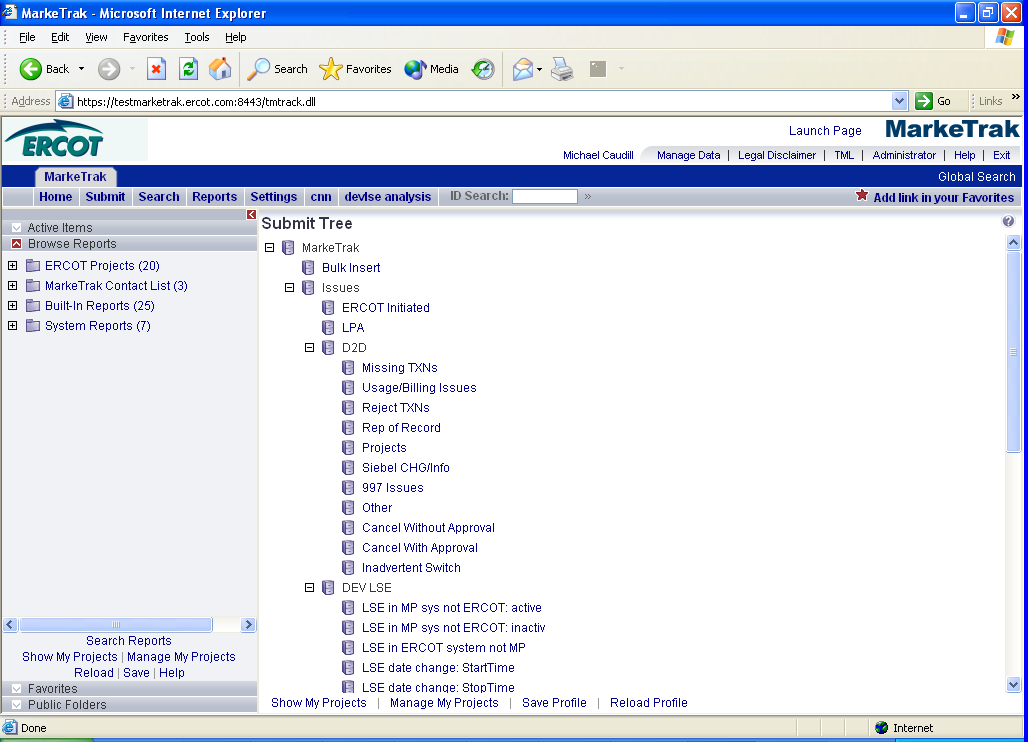 MarkeTrak - Microsoft Internet Explorer
File Edit View Favorites Tools Help
Back Search Favorites Media
Address https://testmarketrak.ercot.com:8443/tmtrack.dll Go Links »
ERCOT Launch Page MarkeTrak
Michael Caudill Manage Data | Legal Disclaimer | TML | Administrator | Help | Exit
MarkeTrak Global Search
Home Submit Search Reports Settings cnn devlse analysis ID Search: » Add link in your Favorites
Active Items
Browse Reports
ERCOT Projects (20)
MarkeTrak Contact List (3)
Built-In Reports (25)
System Reports (7)
Search Reports
Show My Projects | Manage My Projects
Reload | Save | Help
Favorites
Public Folders
Submit Tree
MarkeTrak
Bulk Insert
Issues
ERCOT Initiated
LPA
D2D
Missing TXNs
Usage/Billing Issues
Reject TXNs
Rep of Record
Projects
Siebel CHG/Info
997 Issues
Other
Cancel Without Approval
Cancel With Approval
Inadvertent Switch
DEV LSE
LSE in MP sys not ERCOT: active
LSE in MP sys not ERCOT: inactiv
LSE in ERCOT system not MP
LSE date change: StartTime
LSE date change: StopTime
Show My Projects | Manage My Projects | Save Profile | Reload Profile
Done Internet